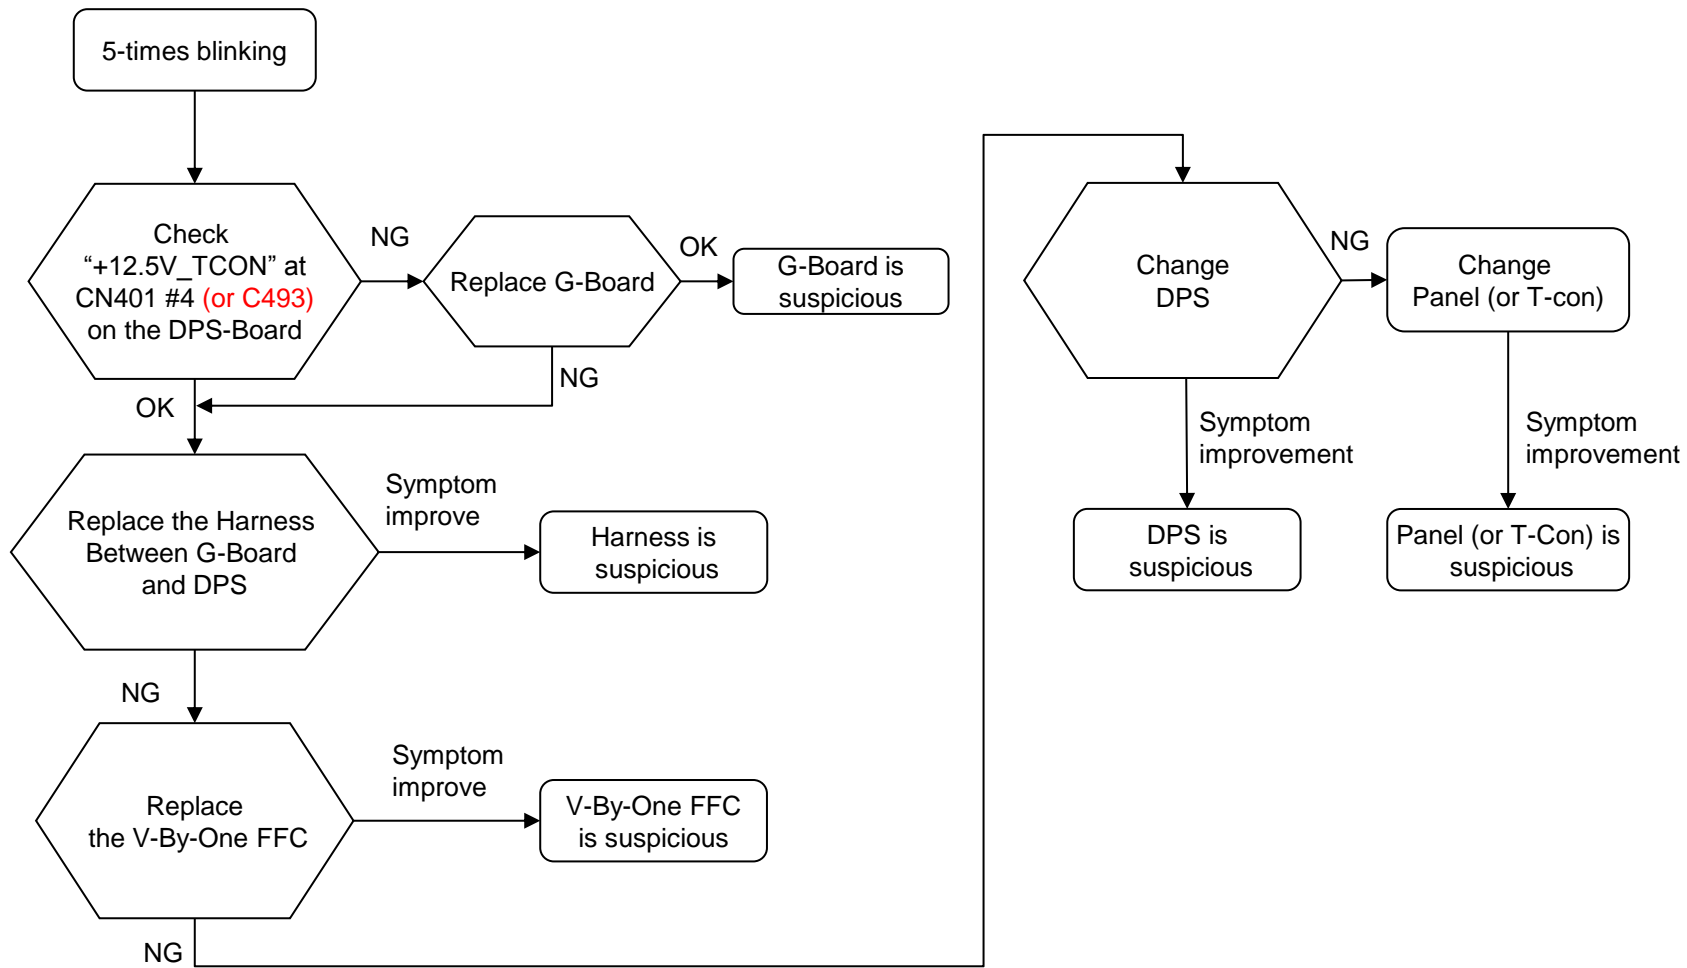 5-times blinking
Check
“+12.5V_TCON” at
CN401 #4 (or C493)
on the DPS-Board
NG
Replace G-Board
OK
G-Board is
suspicious
NG
OK
Replace the Harness
Between G-Board
and DPS
Symptom
improve
Harness is
suspicious
NG
Replace
the V-By-One FFC
Symptom
improve
V-By-One FFC
is suspicious
NG
Change
DPS
NG
Change
Panel (or T-con)
Symptom
improvement
Symptom
improvement
DPS is
suspicious
Panel (or T-Con) is
suspicious